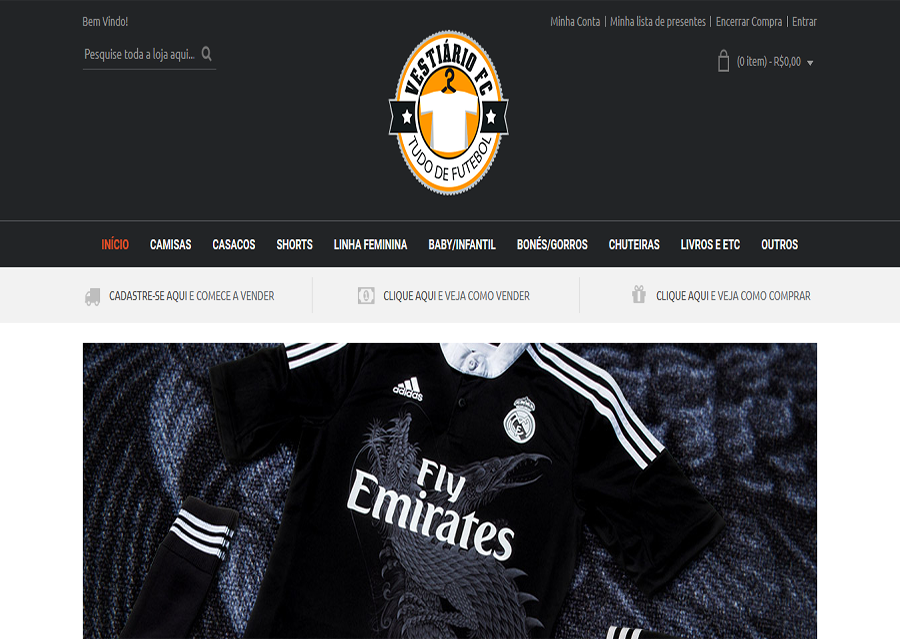 Bem Vindo!
Minha Conta | Minha lista de presentes | Encerrar Compra | Entrar
Pesquise toda a loja aqui...
(0 item) - R$0,00
VESTIÁRIO FC
TUDO DE FUTEBOL
INÍCIO CAMISAS CASACOS SHORTS LINHA FEMININA BABY/INFANTIL BONÉS/GORROS CHUTEIRAS LIVROS E ETC OUTROS
CADASTRE-SE AQUI E COMECE A VENDER
CLIQUE AQUI E VEJA COMO VENDER
CLIQUE AQUI E VEJA COMO COMPRAR
adidas
Fly
Emirates